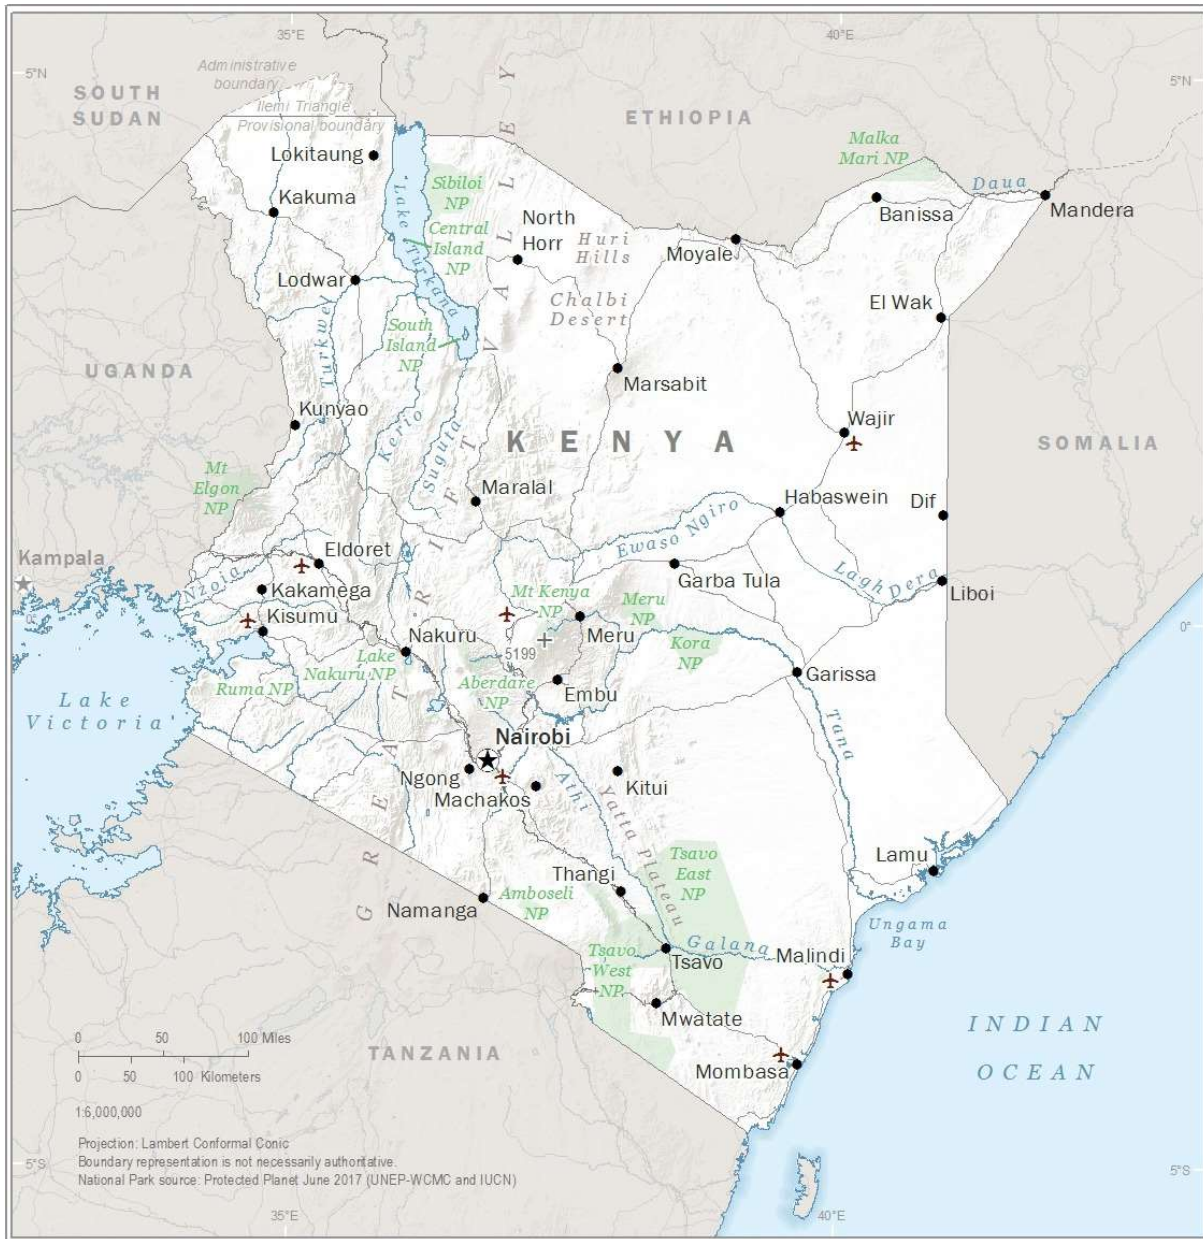 35°E
40°E
5°N
5°N
Administrative
boundary
SOUTH
SUDAN
Ilemi Triangle
Provisional boundary
ETHIOPIA
Lokitaung
Malka
Mari NP
Daua
Kakuma
Sibiloi
NP
Banissa
Mandera
Lake Turkana
Central
Island
NP
North
Horr
Huri
Hills
Moyale
Lodwar
Chalbi
Desert
El Wak
South
Island
NP
Turkwel
UGANDA
Marsabit
Kunyao
Kerio
Suguta
Wajir
KENYA
SOMALIA
Mt
Elgon
NP
Maralal
Habaswein
Dif
Ewaso Ngiro
Kampala
Eldoret
Nzoia
Garba Tula
Lagh Dera
Liboi
Kakamega
Mt Kenya
NP
Meru
NP
0°
0°
Kisumu
Meru
Nakuru
5199
Kora
NP
Lake
Nakuru NP
Garissa
Ruma NP
Aberdare
NP
Embu
Lake
Victoria
Tana
Nairobi
GREAT RIFT VALLEY
Ngong
Machakos
Athi
Kitui
Yatta Plateau
Tsavo
East
NP
Lamu
Thangi
Amboseli
NP
Namanga
Ungama
Bay
Galana
Malindi
Tsavo
West
NP
Tsavo
Mwatate
INDIAN
OCEAN
TANZANIA
Mombasa
0 50 100 Miles
0 50 100 Kilometers
1:6,000,000
Projection: Lambert Conformal Conic
Boundary representation is not necessarily authoritative.
National Park source: Protected Planet June 2017 (UNEP-WCMC and IUCN)
5°S
5°S
35°E
40°E